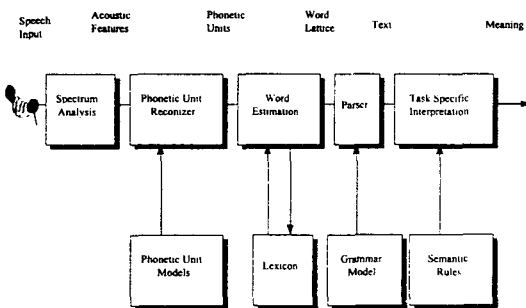 Speech Input
Acoustic Features
Phonetic Units
Word Lattice
Text
Meaning
Spectrum Analysis
Phonetic Unit Reconizer
Word Estimation
Parser
Task Specific Interpretation
Phonetic Unit Models
Lexicon
Grammar Model
Semantic Rules